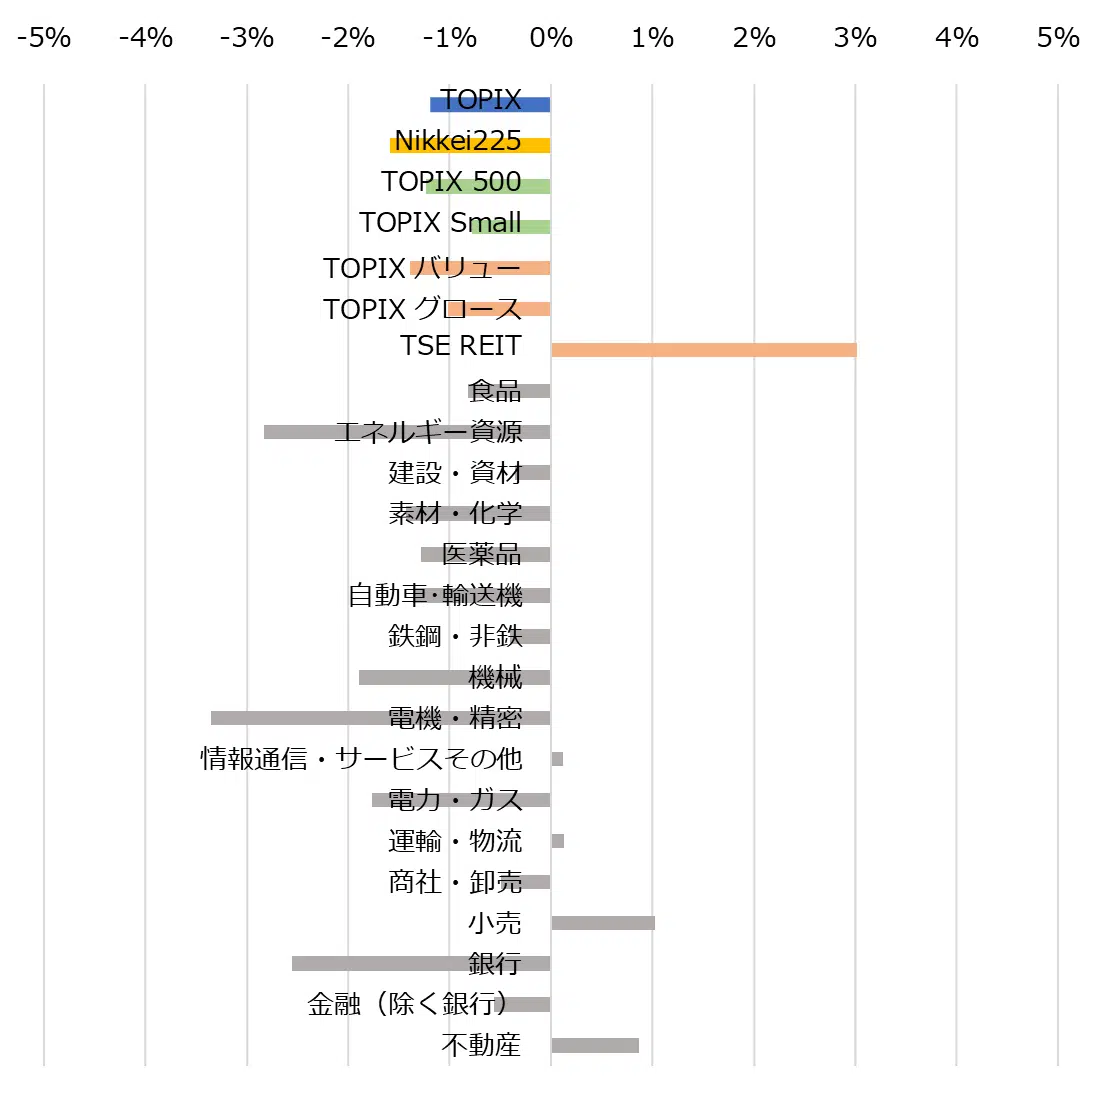 -5% -4% -3% -2% -1% 0% 1% 2% 3% 4% 5%
TOPIX
Nikkei225
TOPIX 500
TOPIX Small
TOPIX バリュー
TOPIX グロース
TSE REIT
食品
エネルギー資源
建設・資材
素材・化学
医薬品
自動車･輸送機
鉄鋼・非鉄
機械
電機・精密
情報通信・サービスその他
電力・ガス
運輸・物流
商社・卸売
小売
銀行
金融（除く銀行）
不動産